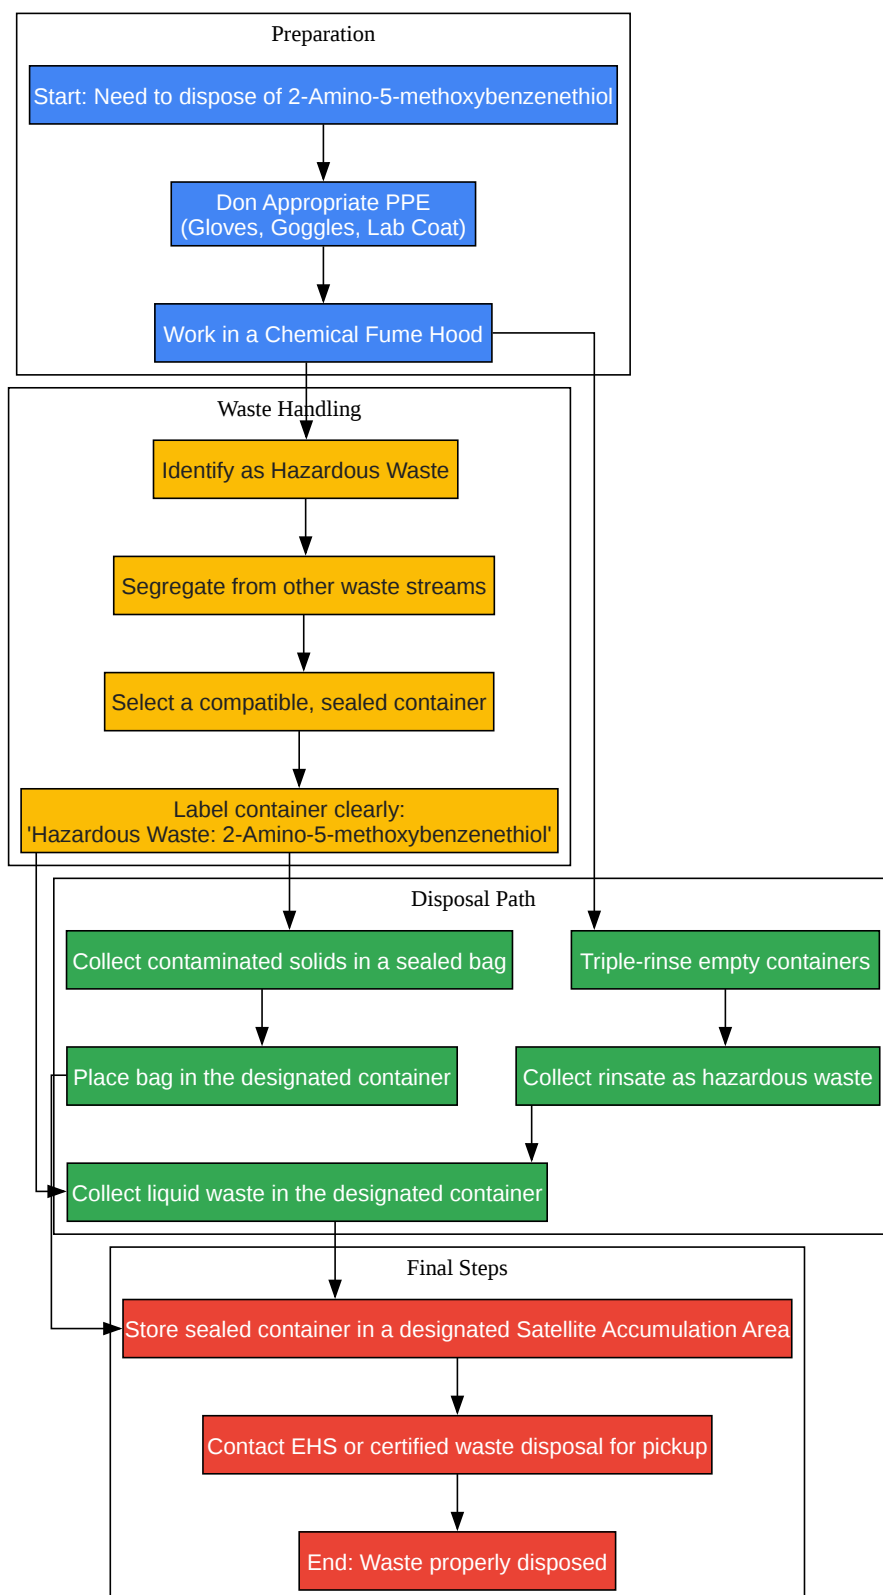 Preparation
Start: Need to dispose of 2-Amino-5-methoxybenzenethiol
Don Appropriate PPE
(Gloves, Goggles, Lab Coat)
Work in a Chemical Fume Hood
Waste Handling
Identify as Hazardous Waste
Segregate from other waste streams
Select a compatible, sealed container
Label container clearly:
'Hazardous Waste: 2-Amino-5-methoxybenzenethiol'
Disposal Path
Collect contaminated solids in a sealed bag
Triple-rinse empty containers
Place bag in the designated container
Collect rinsate as hazardous waste
Collect liquid waste in the designated container
Final Steps
Store sealed container in a designated Satellite Accumulation Area
Contact EHS or certified waste disposal for pickup
End: Waste properly disposed